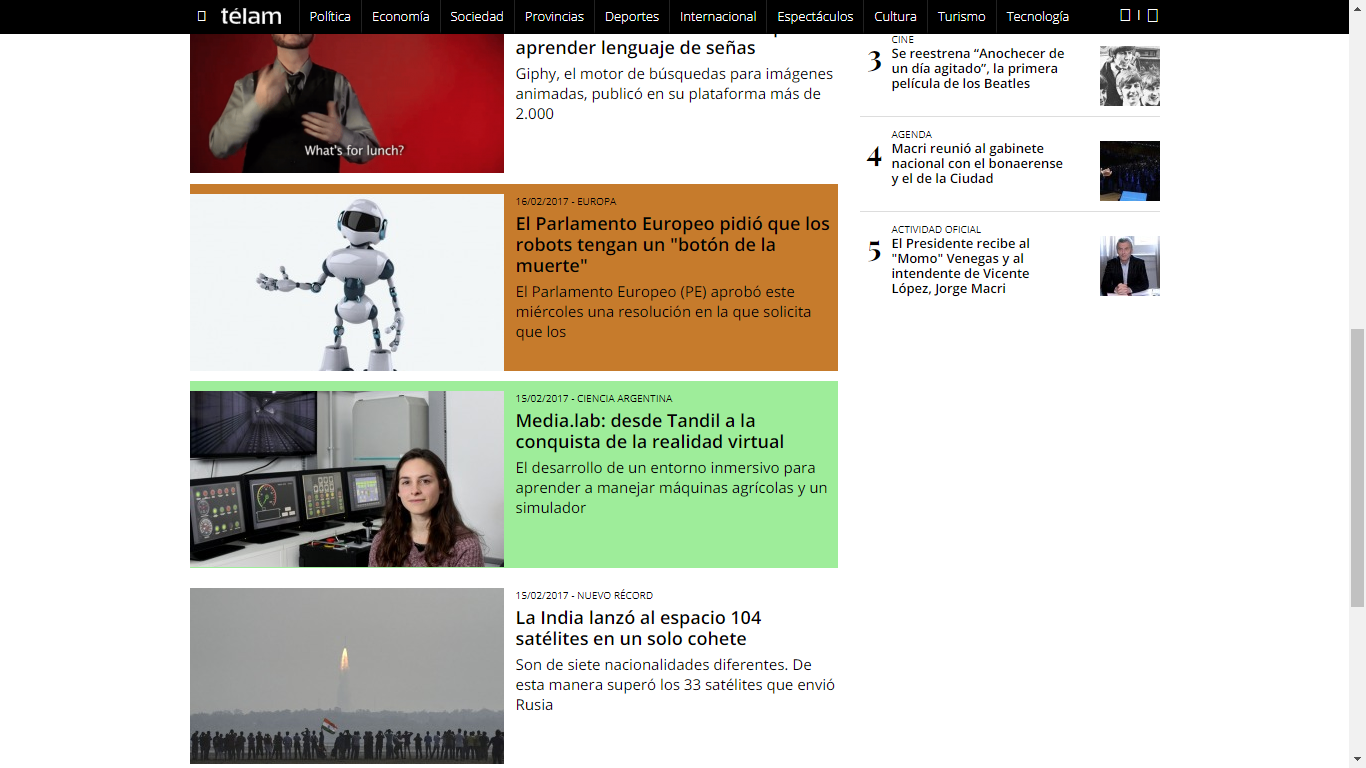 télam
Política
Economía
Sociedad
Provincias
Deportes
Internacional
Espectáculos
Cultura
Turismo
Tecnología
What's for lunch?
aprender lenguaje de señas
Giphy, el motor de búsquedas para imágenes
animadas, publicó en su plataforma más de
2.000
16/02/2017 - EUROPA
El Parlamento Europeo pidió que los
robots tengan un "botón de la
muerte"
El Parlamento Europeo (PE) aprobó este
miércoles una resolución en la que solicita
que los
15/02/2017 - CIENCIA ARGENTINA
Media.lab: desde Tandil a la
conquista de la realidad virtual
El desarrollo de un entorno inmersivo para
aprender a manejar máquinas agrícolas y un
simulador
15/02/2017 - NUEVO RÉCORD
La India lanzó al espacio 104
satélites en un solo cohete
Son de siete nacionalidades diferentes. De
esta manera superó los 33 satélites que envió
Rusia
3
CINE
Se reestrena “Anochecer de
un día agitado”, la primera
película de los Beatles
4
AGENDA
Macri reunió al gabinete
nacional con el bonaerense
y el de la Ciudad
5
ACTIVIDAD OFICIAL
El Presidente recibe al
"Momo" Venegas y al
intendente de Vicente
López, Jorge Macri